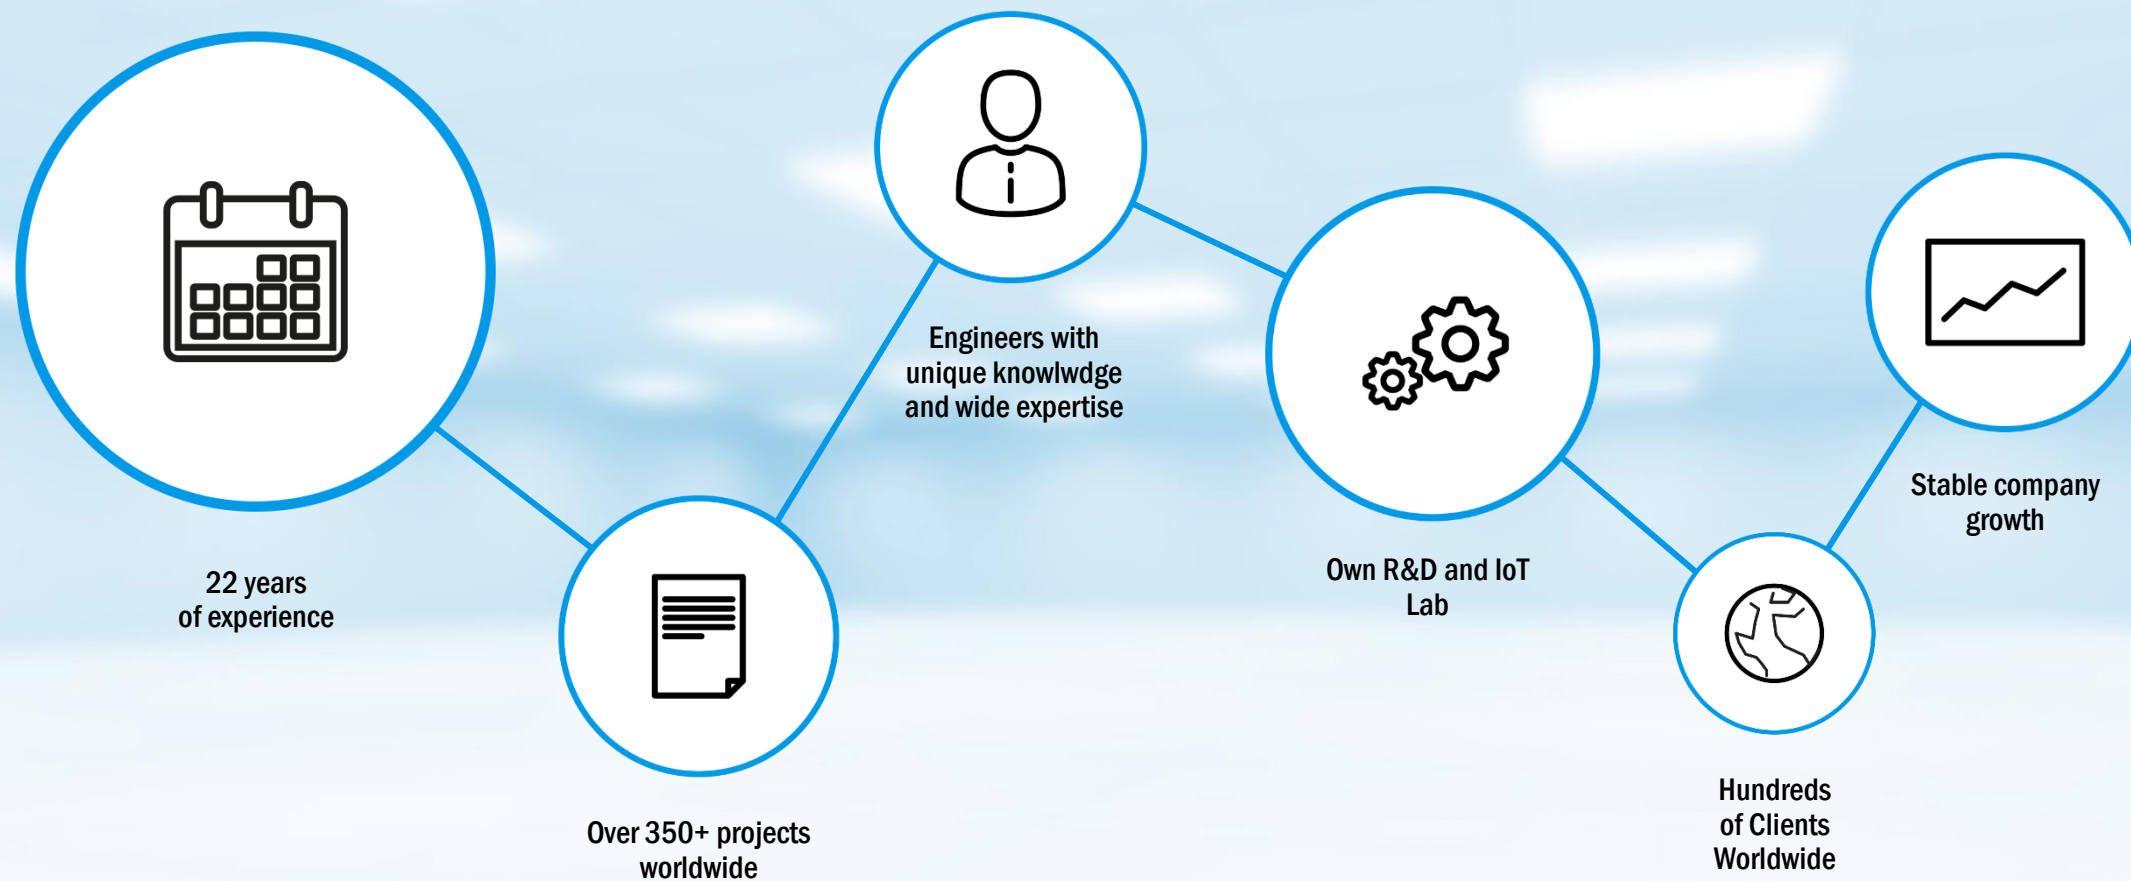 22 years
of experience
Over 350+ projects
worldwide
Engineers with
unique knowlwdge
and wide expertise
Own R&D and IoT
Lab
Hundreds
of Clients
Worldwide
Stable company
growth